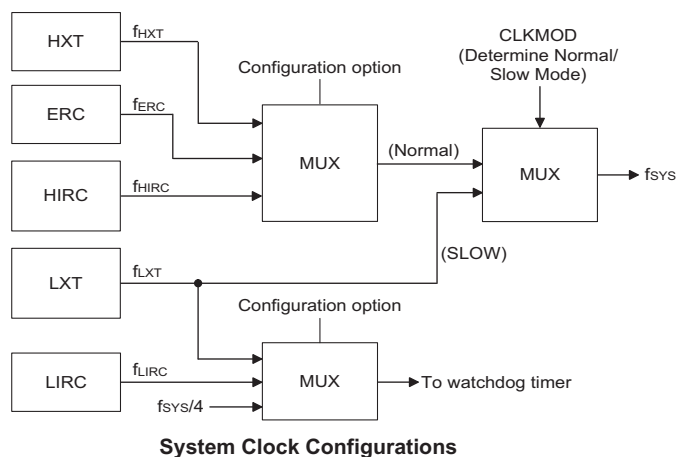 HXT
fHXT
ERC
fERC
HIRC
fHIRC
Configuration option
MUX
(Normal)
CLKMOD
(Determine Normal/
Slow Mode)
MUX
fSYS
LXT
fLXT
(SLOW)
Configuration option
LIRC
fLIRC
fSYS/4
MUX
To watchdog timer
System Clock Configurations